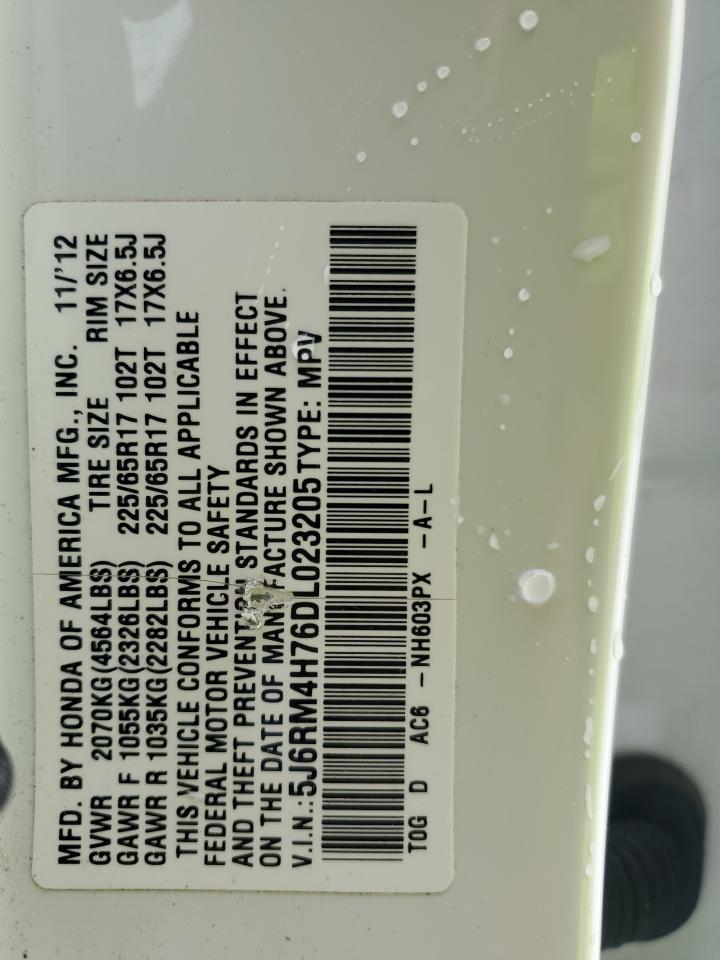 MFD. BY HONDA OF AMERICA MFG., INC. 11/'12
GVWR 2070KG(4564LBS) TIRE SIZE RIM SIZE
GAWR F 1055KG(2326LBS) 225/65R17 102T 17X6.5J
GAWR R 1035KG(2282LBS) 225/65R17 102T 17X6.5J
THIS VEHICLE CONFORMS TO ALL APPLICABLE
FEDERAL MOTOR VEHICLE SAFETY
AND THEFT PREVENTION STANDARDS IN EFFECT
ON THE DATE OF MANUFACTURE SHOWN ABOVE.
V.I.N.:5J6RM4H76DL023205 TYPE: MPV
TOG D AC6 -NH603PX -A-L